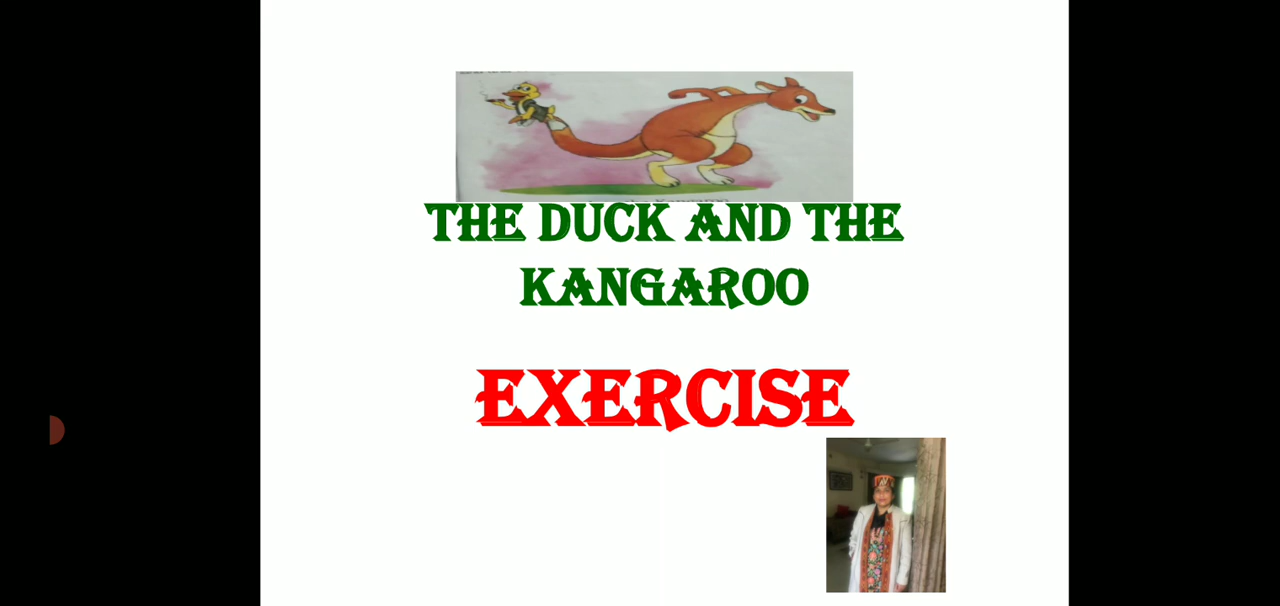 THE DUCK AND THE
KANGAROO
EXERCISE